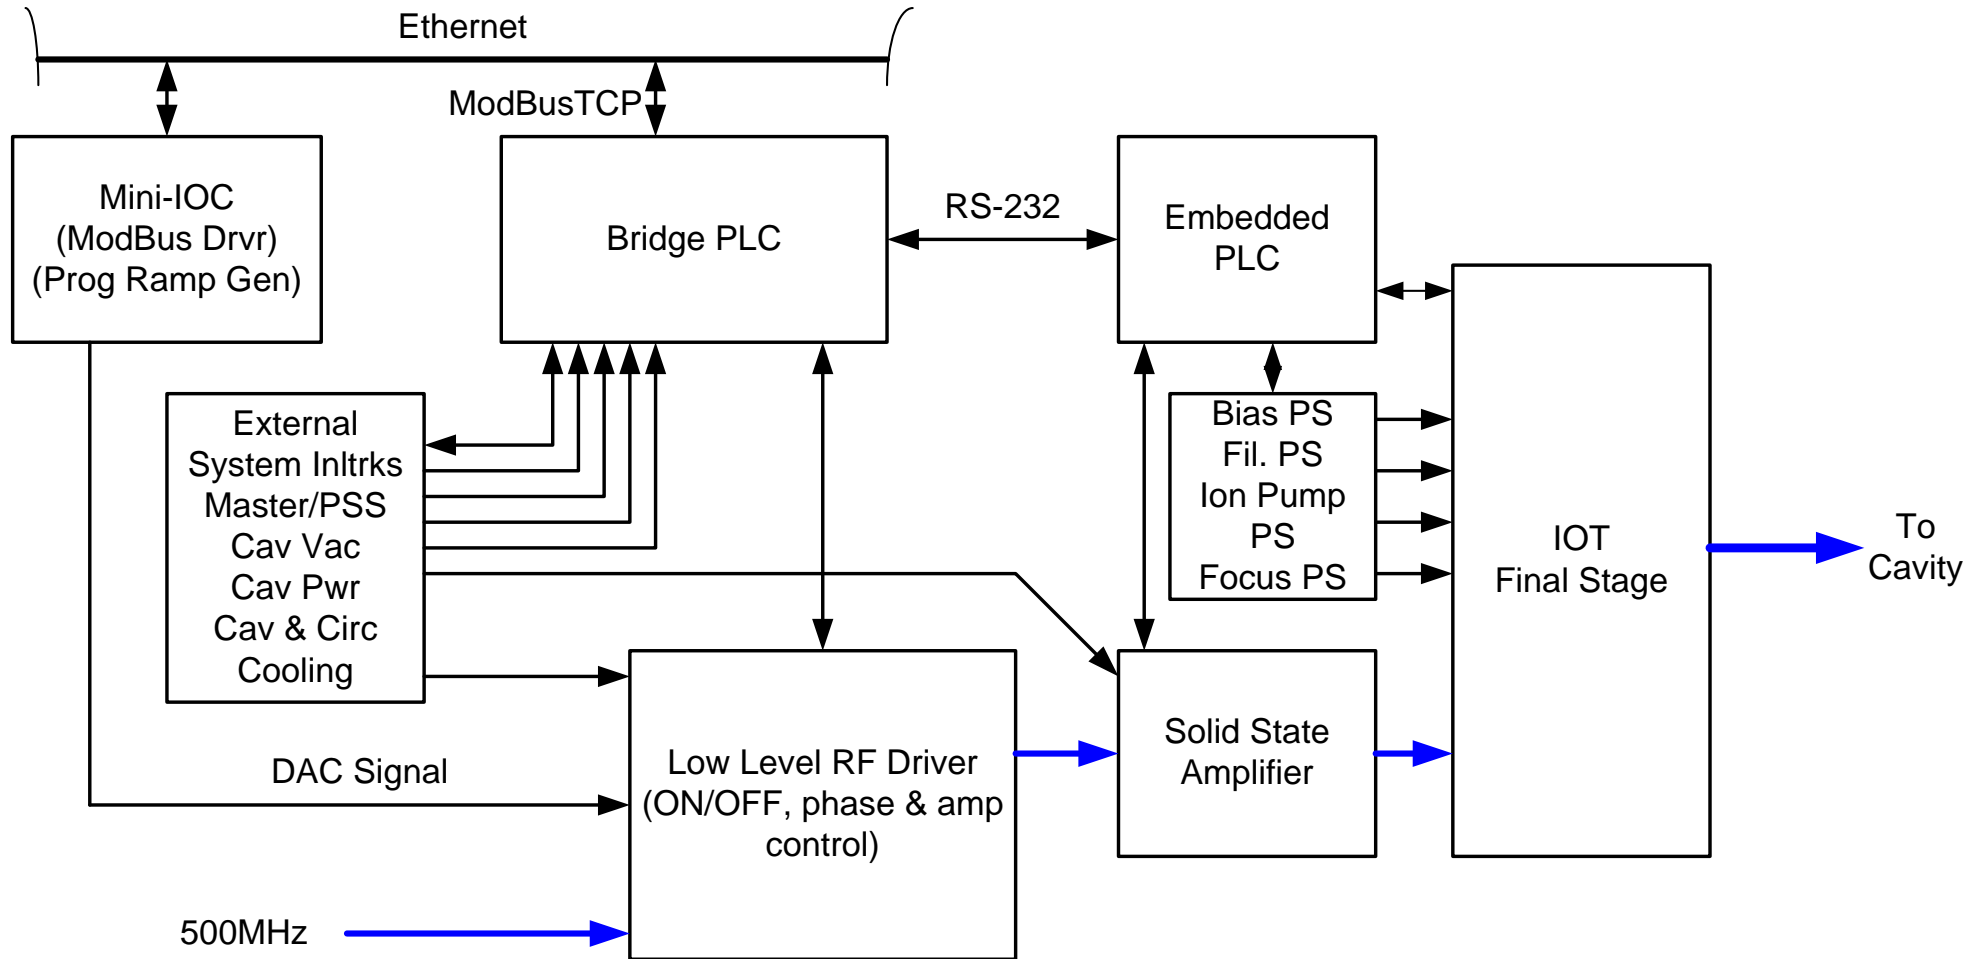 Ethernet
ModBusTCP
Mini-IOC
(ModBus Drvr)
(Prog Ramp Gen)
Bridge PLC
RS-232
Embedded
PLC
External
System Inltrks
Master/PSS
Cav Vac
Cav Pwr
Cav & Circ
Cooling
Bias PS
Fil. PS
Ion Pump
PS
Focus PS
IOT
Final Stage
To
Cavity
DAC Signal
Low Level RF Driver
(ON/OFF, phase & amp
control)
Solid State
Amplifier
500MHz